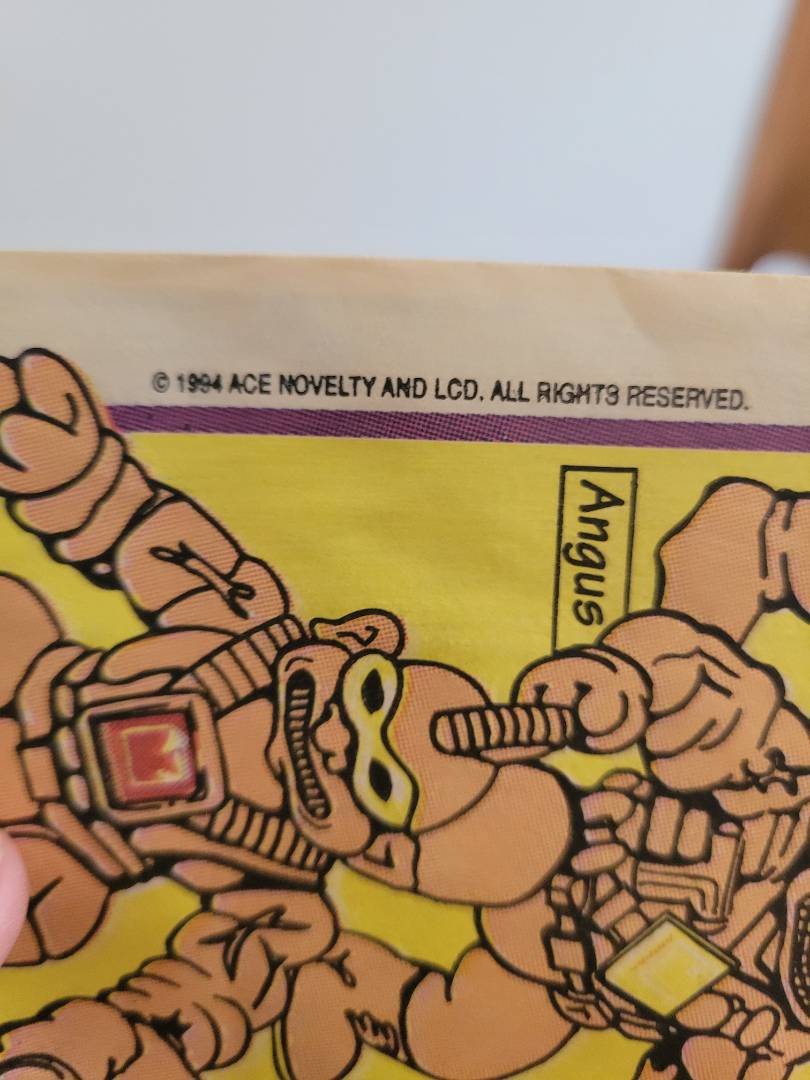 © 1994 ACE NOVELTY AND LCD. ALL RIGHTS RESERVED.
Angus